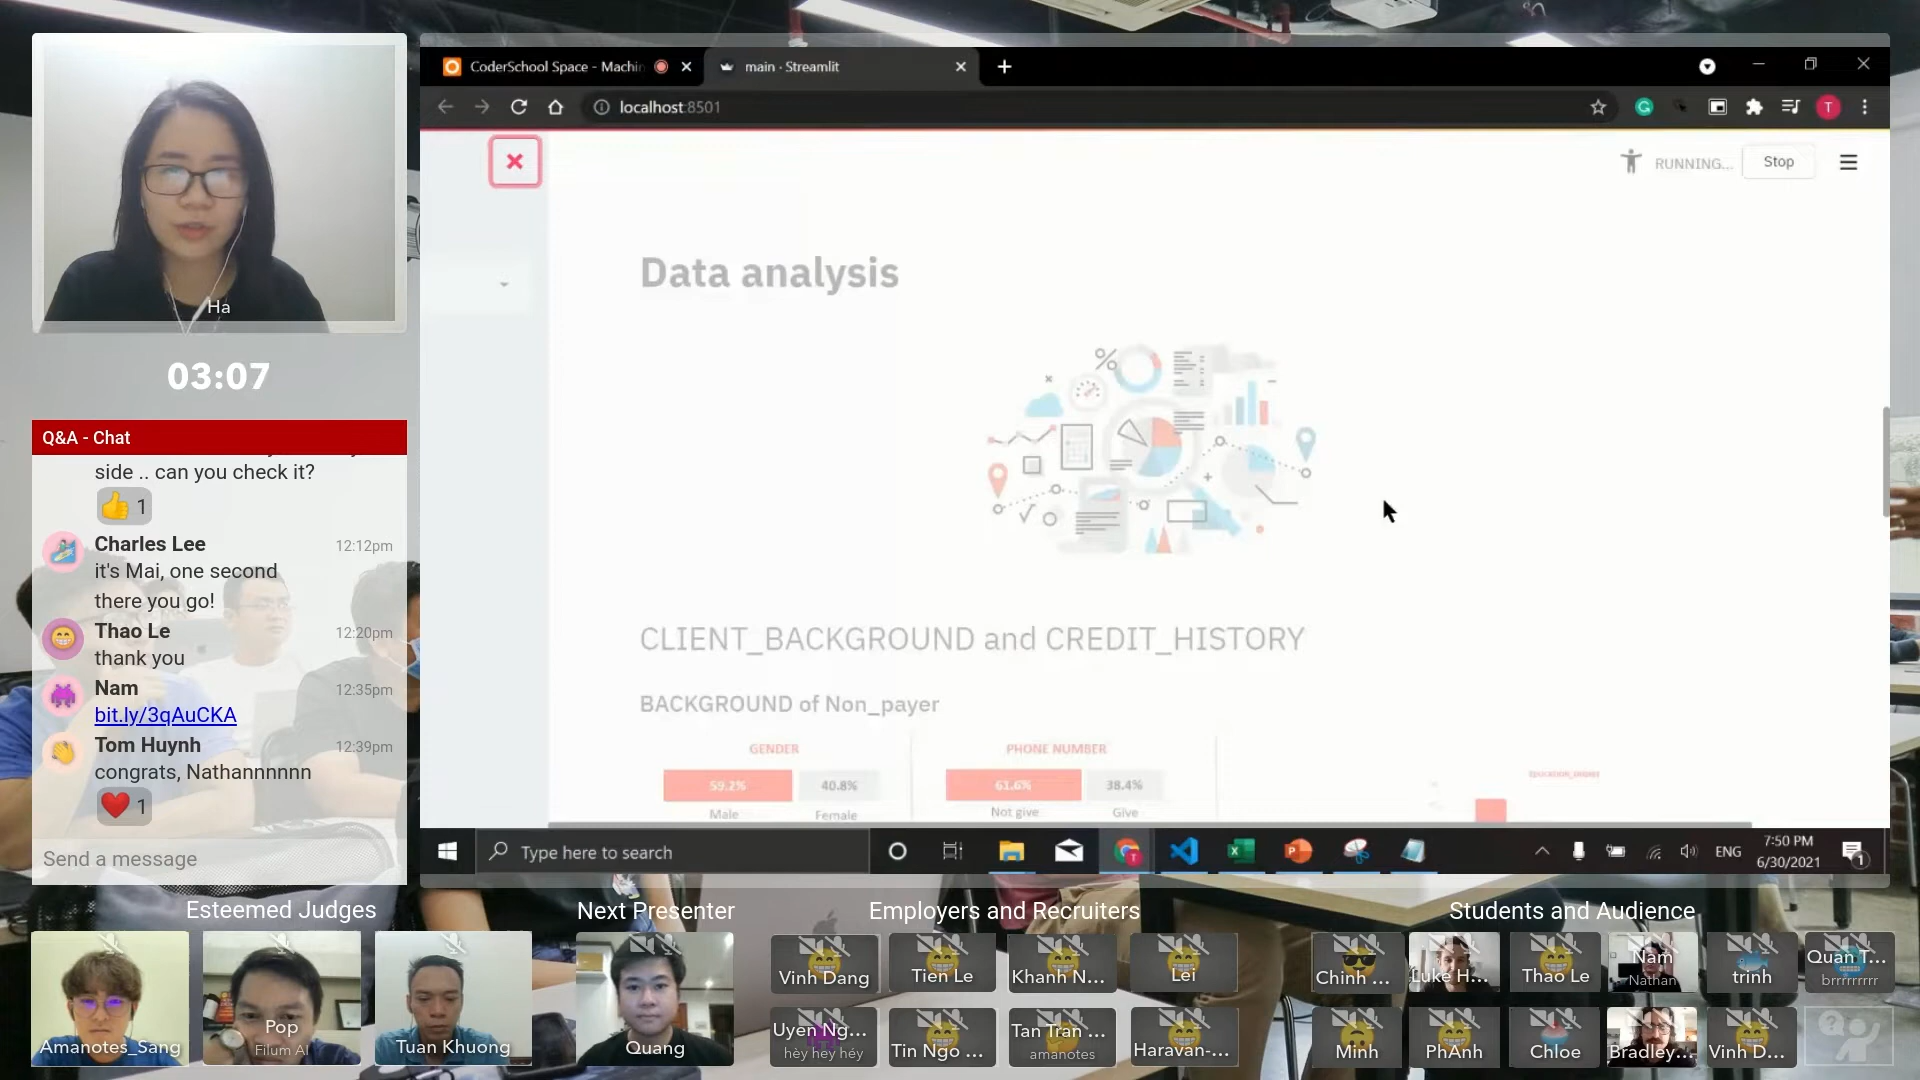 Ha
03:07
Q&A - Chat
side .. can you check it?
1
Charles Lee 12:12pm
it's Mai, one second
there you go!
Thao Le 12:20pm
thank you
Nam 12:35pm
bit.ly/3qAuCKA
Tom Huynh 12:39pm
congrats, Nathannnnnn
1
Send a message
CoderSchool Space - Machin
main · Streamlit
localhost:8501
T
RUNNING...
Stop
Data analysis
%
CLIENT_BACKGROUND and CREDIT_HISTORY
BACKGROUND of Non_payer
GENDER
PHONE NUMBER
59.2% 40.8%
61.6% 38.4%
Male Female
Not give Give
Type here to search
ENG
7:50 PM
6/30/2021
1
Esteemed Judges
Amanotes_Sang
Pop
Filum AI
Tuan Khuong
Next Presenter
Quang
Employers and Recruiters
Vinh Dang
Tien Le
Khanh N...
Lei
Uyen Ng...
hèy hey héy
Tin Ngo ...
Tan Tran ...
amanotes
Haravan-...
Students and Audience
Chinh ...
Luke H...
Thao Le
Nam
Nathan
trinh
Quan T...
brrrrrrrr
Minh
PhAnh
Chloe
Bradley...
Vinh D...